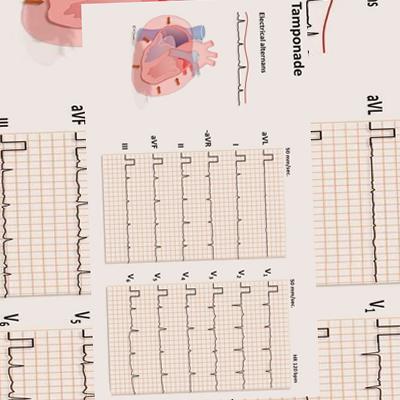 Tamponade
Electrical alternans
50 mm/sec.
aVL
I
-aVR
II
aVF
III
50 mm/sec.
HR 120 bpm
V1
V2
V3
V4
V5
V6
aVF
III
V5
V6
aVL
V1